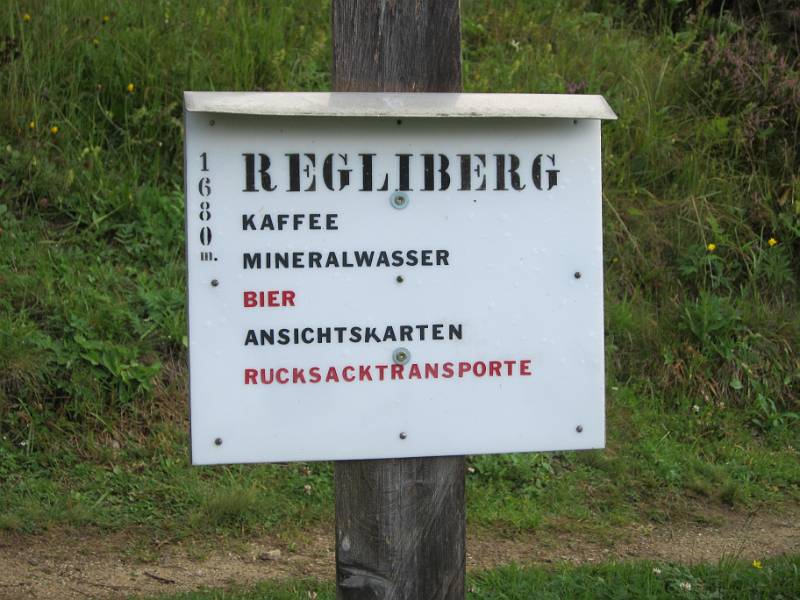 1680 m.
REGLIBERG
KAFFEE
MINERALWASSER
BIER
ANSICHTSKARTEN
RUCKSACKTRANSPORTE